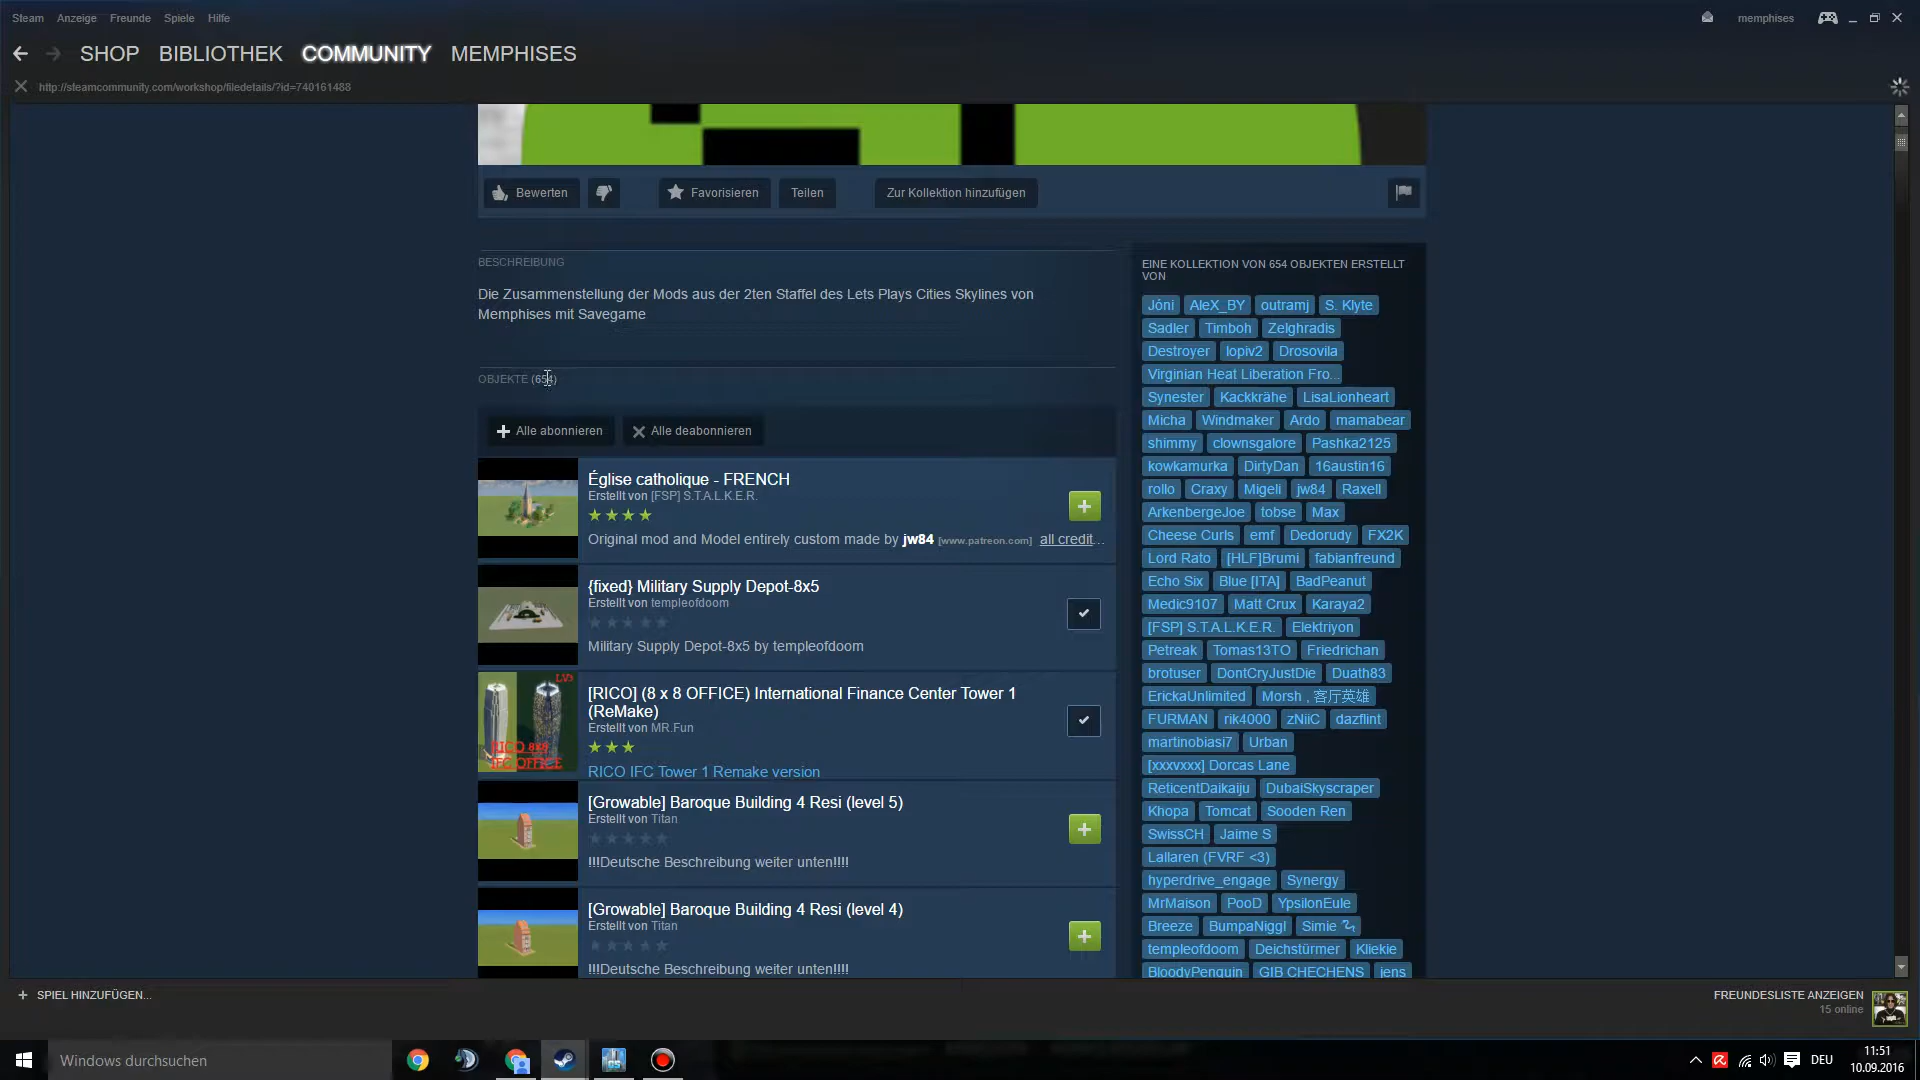 Steam Anzeige Freunde Spiele Hilfe
memphises
SHOP BIBLIOTHEK COMMUNITY MEMPHISES
http://steamcommunity.com/workshop/filedetails/?id=740161488
Bewerten Favorisieren Teilen Zur Kollektion hinzufügen
BESCHREIBUNG
Die Zusammenstellung der Mods aus der 2ten Staffel des Lets Plays Cities Skylines von
Memphises mit Savegame
OBJEKTE (654)
Alle abonnieren Alle deabonnieren
Église catholique - FRENCH
Erstellt von [FSP] S.T.A.L.K.E.R.
Original mod and Model entirely custom made by jw84 [www.patreon.com] all credit...
{fixed} Military Supply Depot-8x5
Erstellt von templeofdoom
Military Supply Depot-8x5 by templeofdoom
LV3
RICO 8x8
IFC OFFICE
[RICO] (8 x 8 OFFICE) International Finance Center Tower 1
(ReMake)
Erstellt von MR.Fun
RICO IFC Tower 1 Remake version
[Growable] Baroque Building 4 Resi (level 5)
Erstellt von Titan
!!!Deutsche Beschreibung weiter unten!!!!
[Growable] Baroque Building 4 Resi (level 4)
Erstellt von Titan
!!!Deutsche Beschreibung weiter unten!!!!
EINE KOLLEKTION VON 654 OBJEKTEN ERSTELLT
VON
Jóni AleX_BY outramj S. Klyte
Sadler Timboh Zelghradis
Destroyer lopiv2 Drosovila
Virginian Heat Liberation Fro...
Synester Kackkrähe LisaLionheart
Micha Windmaker Ardo mamabear
shimmy clownsgalore Pashka2125
kowkamurka DirtyDan 16austin16
rollo Craxy Migeli jw84 Raxell
ArkenbergeJoe tobse Max
Cheese Curls emf Dedorudy FX2K
Lord Rato [HLF]Brumi fabianfreund
Echo Six Blue [ITA] BadPeanut
Medic9107 Matt Crux Karaya2
[FSP] S.T.A.L.K.E.R. Elektriyon
Petreak Tomas13TO Friedrichan
brotuser DontCryJustDie Duath83
ErickaUnlimited Morsh , 客厅英雄
FURMAN rik4000 zNiiC dazflint
martinobiasi7 Urban
[xxxvxxx] Dorcas Lane
ReticentDaikaiju DubaiSkyscraper
Khopa Tomcat Sooden Ren
SwissCH Jaime S
Lallaren (FVRF <3)
hyperdrive_engage Synergy
MrMaison PooD YpsilonEule
Breeze BumpaNiggl Simie
templeofdoom Deichstürmer Kliekie
BloodyPenguin GIB CHECHENS jens
SPIEL HINZUFÜGEN...
FREUNDESLISTE ANZEIGEN
15 online
Windows durchsuchen
DEU
11:51
10.09.2016